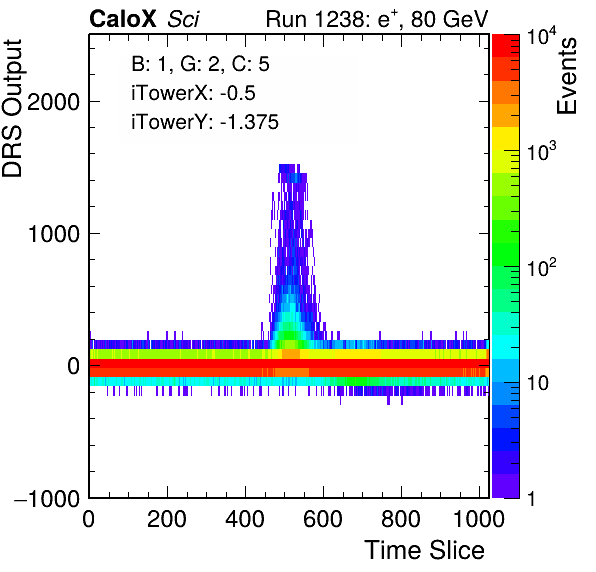 CaloX Sci Run 1238: e⁺, 80 GeV
B: 1, G: 2, C: 5
iTowerX: -0.5
iTowerY: -1.375
DRS Output
2000
1000
0
−1000
0 200 400 600 800 1000
Time Slice
Events
10⁴
10³
10²
10
1